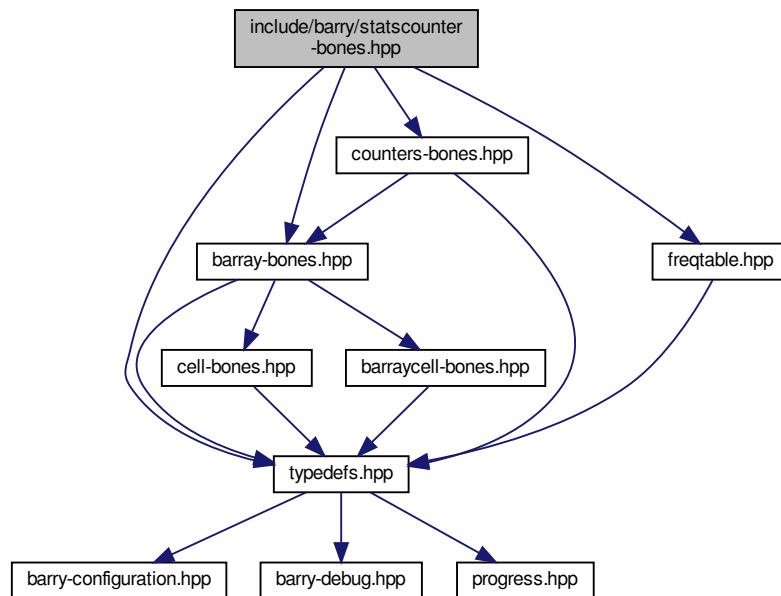 include/barry/statscounter
-bones.hpp
counters-bones.hpp
barray-bones.hpp
freqtable.hpp
cell-bones.hpp
barraycell-bones.hpp
typedefs.hpp
barry-configuration.hpp
barry-debug.hpp
progress.hpp